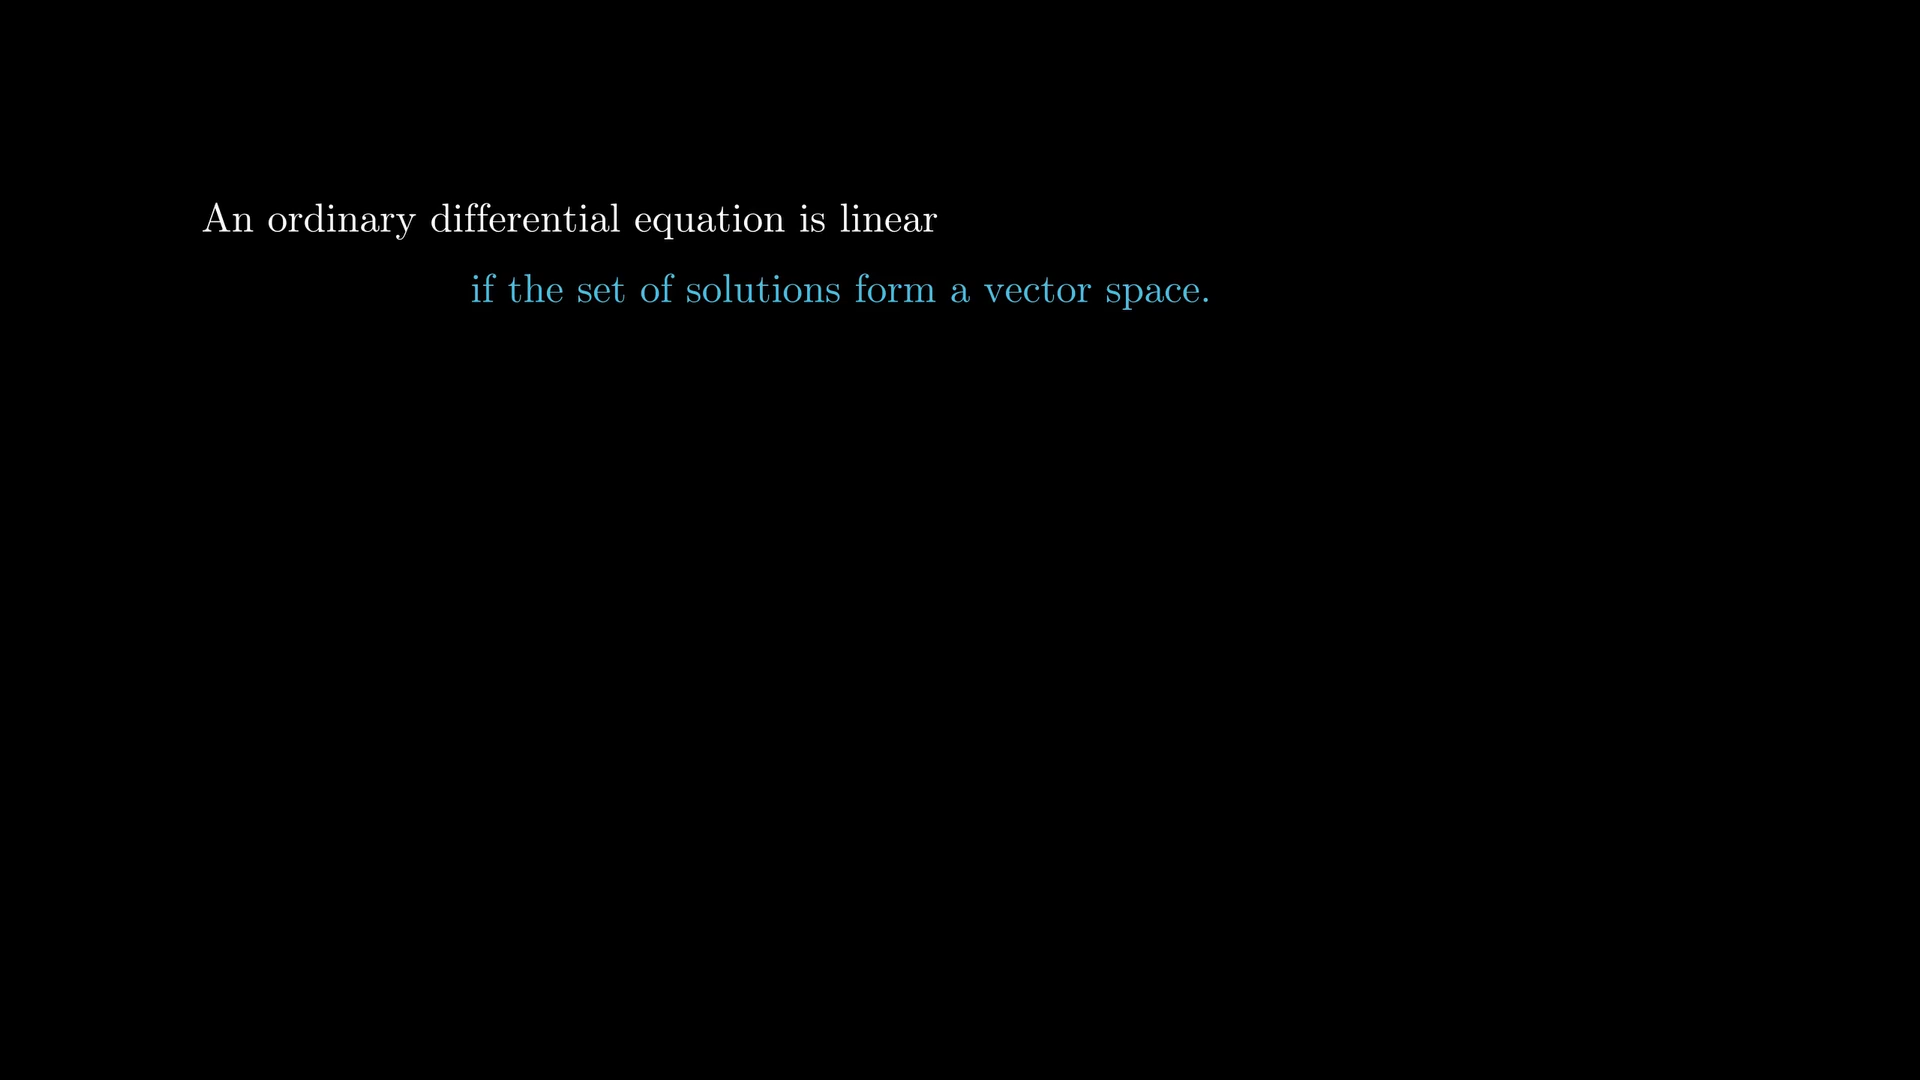 An ordinary differential equation is linear
if the set of solutions form a vector space.